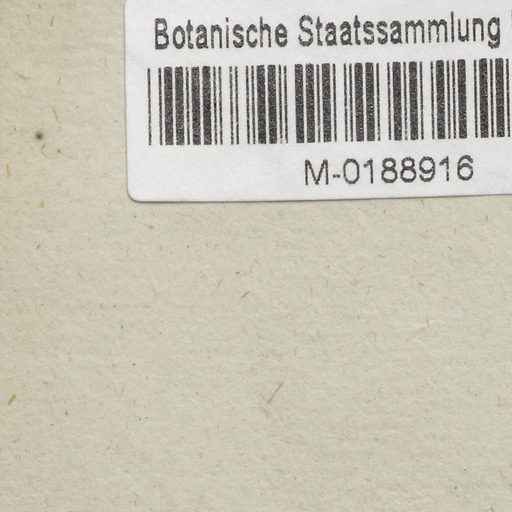 Botanische Staatssammlung
M-0188916